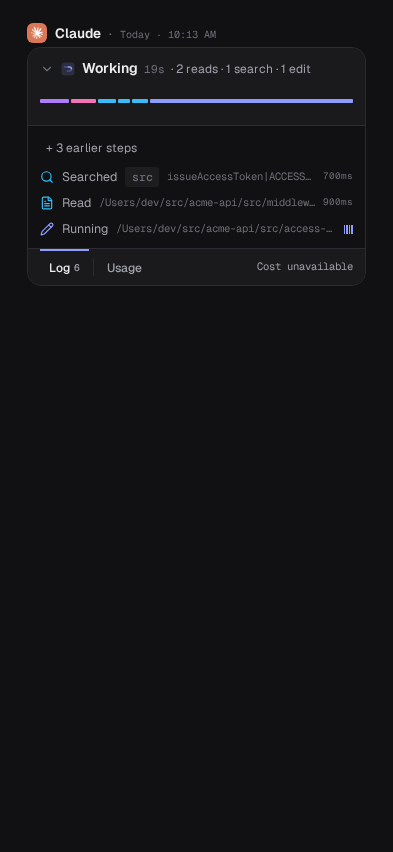 Claude · Today · 10:13 AM
Working 19s · 2 reads · 1 search · 1 edit
+ 3 earlier steps
Searched src issueAccessToken|ACCESS… 700ms
Read /Users/dev/src/acme-api/src/middlew… 900ms
Running /Users/dev/src/acme-api/src/access-…
Log 6 Usage Cost unavailable